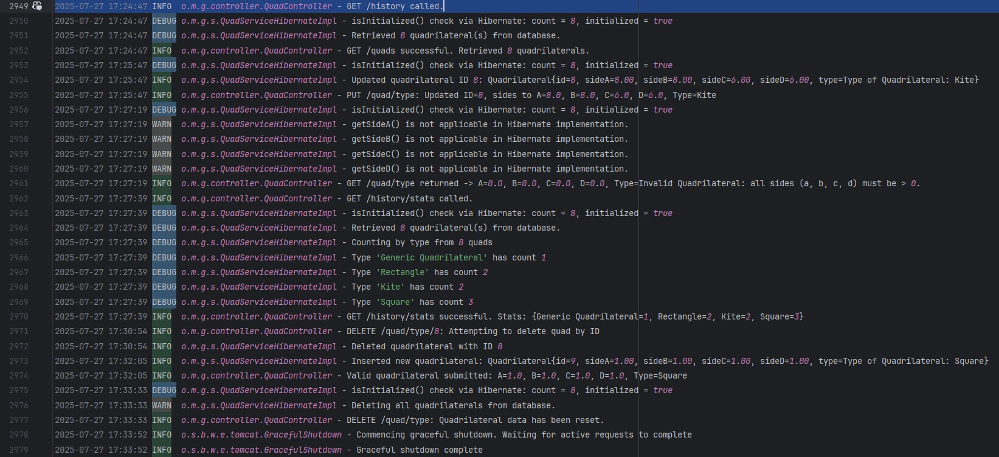 2949 2025-07-27 17:24:47 INFO o.m.g.controller.QuadController - GET /history called.
2950 2025-07-27 17:24:47 DEBUG o.m.g.s.QuadServiceHibernateImpl - isInitialized() check via Hibernate: count = 8, initialized = true
2951 2025-07-27 17:24:47 DEBUG o.m.g.s.QuadServiceHibernateImpl - Retrieved 8 quadrilateral(s) from database.
2952 2025-07-27 17:24:47 INFO o.m.g.controller.QuadController - GET /quads successful. Retrieved 8 quadrilaterals.
2953 2025-07-27 17:25:47 DEBUG o.m.g.s.QuadServiceHibernateImpl - isInitialized() check via Hibernate: count = 8, initialized = true
2954 2025-07-27 17:25:47 INFO o.m.g.s.QuadServiceHibernateImpl - Updated quadrilateral ID 8: Quadrilateral{id=8, sideA=8.00, sideB=8.00, sideC=6.00, sideD=6.00, type=Type of Quadrilateral: Kite}
2955 2025-07-27 17:25:47 INFO o.m.g.controller.QuadController - PUT /quad/type: Updated ID=8, sides to A=8.0, B=8.0, C=6.0, D=6.0, Type=Kite
2956 2025-07-27 17:27:19 DEBUG o.m.g.s.QuadServiceHibernateImpl - isInitialized() check via Hibernate: count = 8, initialized = true
2957 2025-07-27 17:27:19 WARN o.m.g.s.QuadServiceHibernateImpl - getSideA() is not applicable in Hibernate implementation.
2958 2025-07-27 17:27:19 WARN o.m.g.s.QuadServiceHibernateImpl - getSideB() is not applicable in Hibernate implementation.
2959 2025-07-27 17:27:19 WARN o.m.g.s.QuadServiceHibernateImpl - getSideC() is not applicable in Hibernate implementation.
2960 2025-07-27 17:27:19 WARN o.m.g.s.QuadServiceHibernateImpl - getSideD() is not applicable in Hibernate implementation.
2961 2025-07-27 17:27:19 INFO o.m.g.controller.QuadController - GET /quad/type returned -> A=0.0, B=0.0, C=0.0, D=0.0, Type=Invalid Quadrilateral: all sides (a, b, c, d) must be > 0.
2962 2025-07-27 17:27:39 INFO o.m.g.controller.QuadController - GET /history/stats called.
2963 2025-07-27 17:27:39 DEBUG o.m.g.s.QuadServiceHibernateImpl - isInitialized() check via Hibernate: count = 8, initialized = true
2964 2025-07-27 17:27:39 DEBUG o.m.g.s.QuadServiceHibernateImpl - Retrieved 8 quadrilateral(s) from database.
2965 2025-07-27 17:27:39 DEBUG o.m.g.s.QuadServiceHibernateImpl - Counting by type from 8 quads
2966 2025-07-27 17:27:39 DEBUG o.m.g.s.QuadServiceHibernateImpl - Type 'Generic Quadrilateral' has count 1
2967 2025-07-27 17:27:39 DEBUG o.m.g.s.QuadServiceHibernateImpl - Type 'Rectangle' has count 2
2968 2025-07-27 17:27:39 DEBUG o.m.g.s.QuadServiceHibernateImpl - Type 'Kite' has count 2
2969 2025-07-27 17:27:39 DEBUG o.m.g.s.QuadServiceHibernateImpl - Type 'Square' has count 3
2970 2025-07-27 17:27:39 INFO o.m.g.controller.QuadController - GET /history/stats successful. Stats: {Generic Quadrilateral=1, Rectangle=2, Kite=2, Square=3}
2971 2025-07-27 17:30:54 INFO o.m.g.controller.QuadController - DELETE /quad/type/8: Attempting to delete quad by ID
2972 2025-07-27 17:30:54 INFO o.m.g.s.QuadServiceHibernateImpl - Deleted quadrilateral with ID 8
2973 2025-07-27 17:32:05 INFO o.m.g.s.QuadServiceHibernateImpl - Inserted new quadrilateral: Quadrilateral{id=9, sideA=1.00, sideB=1.00, sideC=1.00, sideD=1.00, type=Type of Quadrilateral: Square}
2974 2025-07-27 17:32:05 INFO o.m.g.controller.QuadController - Valid quadrilateral submitted: A=1.0, B=1.0, C=1.0, D=1.0, Type=Square
2975 2025-07-27 17:33:33 DEBUG o.m.g.s.QuadServiceHibernateImpl - isInitialized() check via Hibernate: count = 8, initialized = true
2976 2025-07-27 17:33:33 WARN o.m.g.s.QuadServiceHibernateImpl - Deleting all quadrilaterals from database.
2977 2025-07-27 17:33:33 INFO o.m.g.controller.QuadController - DELETE /quad/type: Quadrilateral data has been reset.
2978 2025-07-27 17:33:52 INFO o.s.b.w.e.tomcat.GracefulShutdown - Commencing graceful shutdown. Waiting for active requests to complete
2979 2025-07-27 17:33:52 INFO o.s.b.w.e.tomcat.GracefulShutdown - Graceful shutdown complete